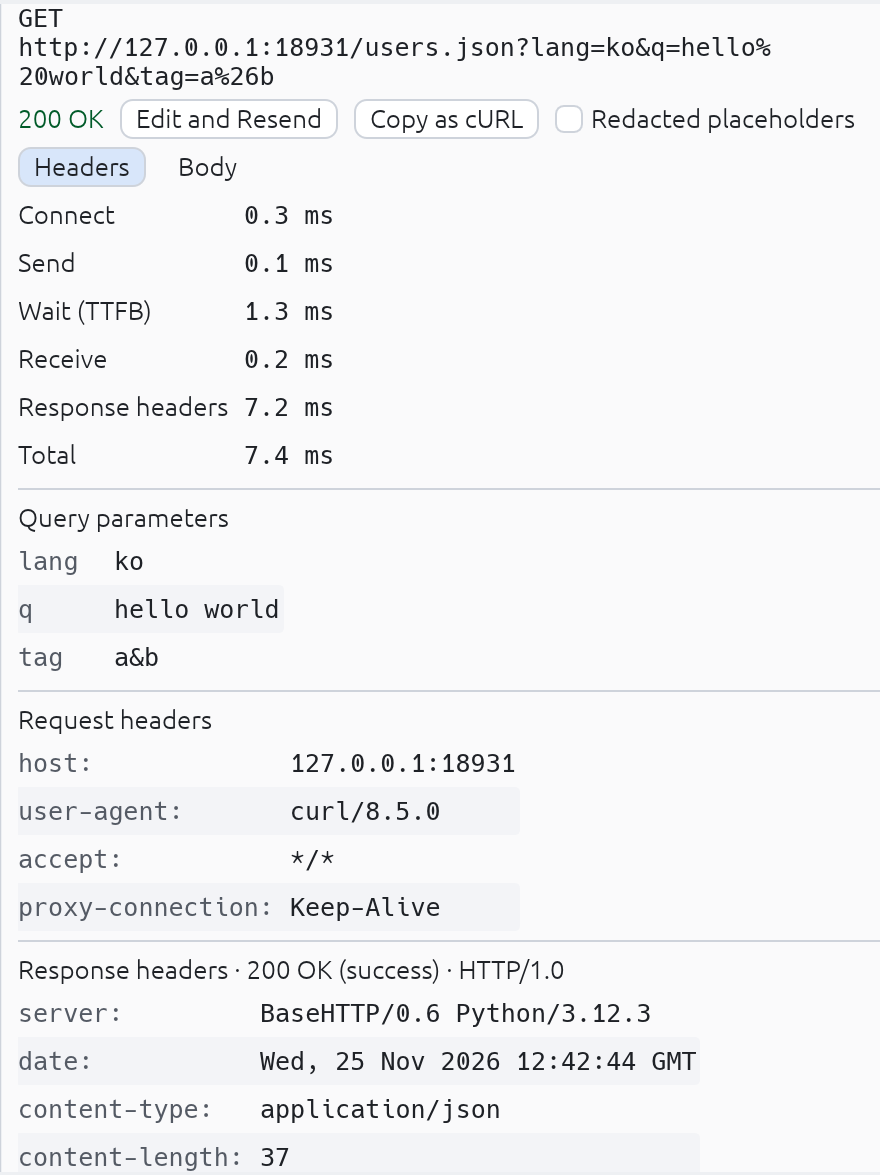 GET
http://127.0.0.1:18931/users.json?lang=ko&q=hello%
20world&tag=a%26b
200 OK Edit and Resend Copy as cURL Redacted placeholders
Headers Body
Connect 0.3 ms
Send 0.1 ms
Wait (TTFB) 1.3 ms
Receive 0.2 ms
Response headers 7.2 ms
Total 7.4 ms
Query parameters
lang ko
q hello world
tag a&b
Request headers
host: 127.0.0.1:18931
user-agent: curl/8.5.0
accept: */*
proxy-connection: Keep-Alive
Response headers · 200 OK (success) · HTTP/1.0
server: BaseHTTP/0.6 Python/3.12.3
date: Wed, 25 Nov 2026 12:42:44 GMT
content-type: application/json
content-length: 37